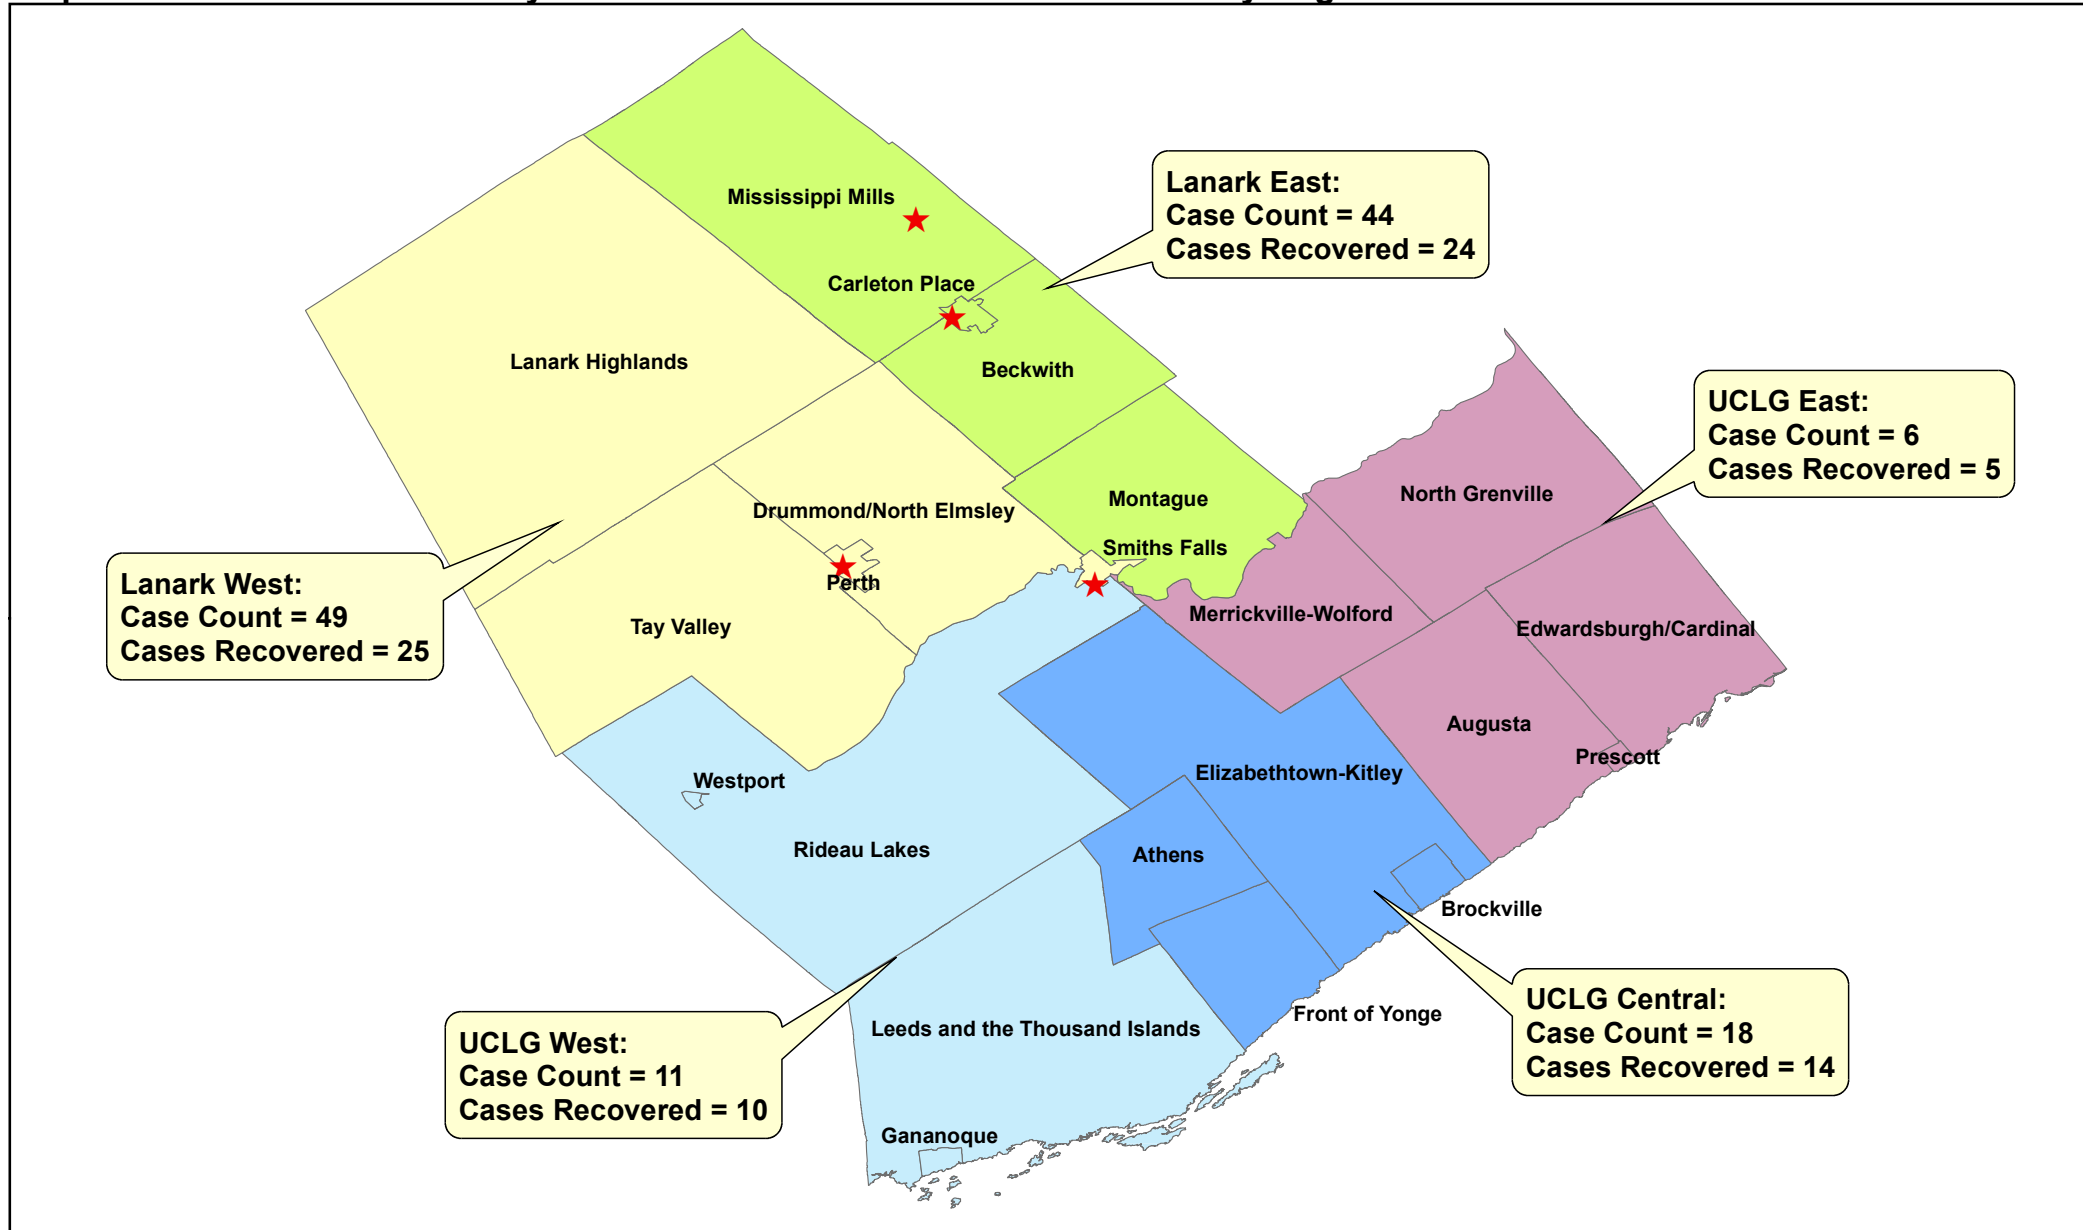 Mississippi Mills
Lanark East:
Case Count = 44
Cases Recovered = 24
Carleton Place
Lanark Highlands
Beckwith
UCLG East:
Case Count = 6
Cases Recovered = 5
North Grenville
Montague
Drummond/North Elmsley
Smiths Falls
Perth
Lanark West:
Case Count = 49
Cases Recovered = 25
Tay Valley
Merrickville-Wolford
Edwardsburgh/Cardinal
Augusta
Prescott
Westport
Elizabethtown-Kitley
Rideau Lakes
Athens
Brockville
UCLG Central:
Case Count = 18
Cases Recovered = 14
Front of Yonge
Leeds and the Thousand Islands
UCLG West:
Case Count = 11
Cases Recovered = 10
Gananoque